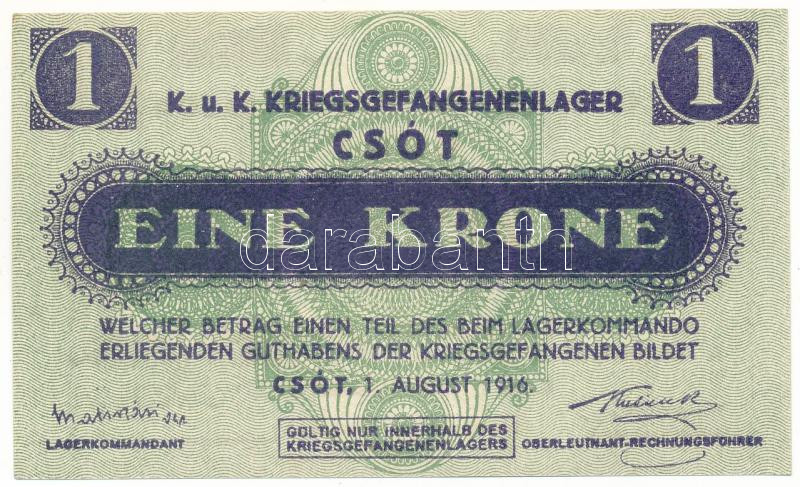 1 1
K. u. K. KRIEGSGEFANGENENLAGER
CSÓT
EINE KRONE
darabanth
WELCHER BETRAG EINEN TEIL DES BEIM LAGERKOMMANDO
ERLIEGENDEN GUTHABENS DER KRIEGSGEFANGENEN BILDET
CSÓT, 1 AUGUST 1916.
LAGERKOMMANDANT
GÜLTIG NUR INNERHALB DES
KRIEGSGEFANGENENLAGERS
OBERLEUTNANT-RECHNUNGSFÜHRER